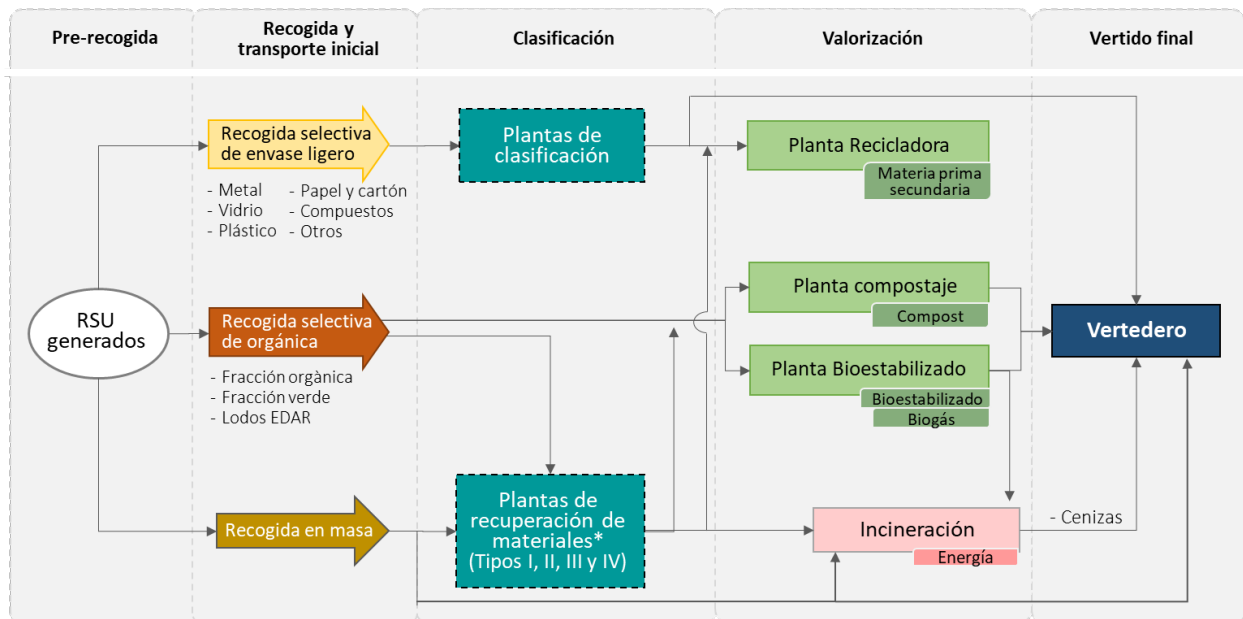 Pre-recogida
Recogida y
transporte inicial
Clasificación
Valorización
Vertido final
Recogida selectiva
de envase ligero
- Metal
- Vidrio
- Plástico
- Papel y cartón
- Compuestos
- Otros
Plantas de
clasificación
Planta Recicladora
Materia prima
secundaria
RSU
generados
Recogida selectiva
de orgánica
- Fracción orgànica
- Fracción verde
- Lodos EDAR
Planta compostaje
Compost
Planta Bioestabilizado
Bioestabilizado
Biogás
Vertedero
Recogida en masa
Plantas de
recuperación de
materiales*
(Tipos I, II, III y IV)
Incineración
Energía
- Cenizas